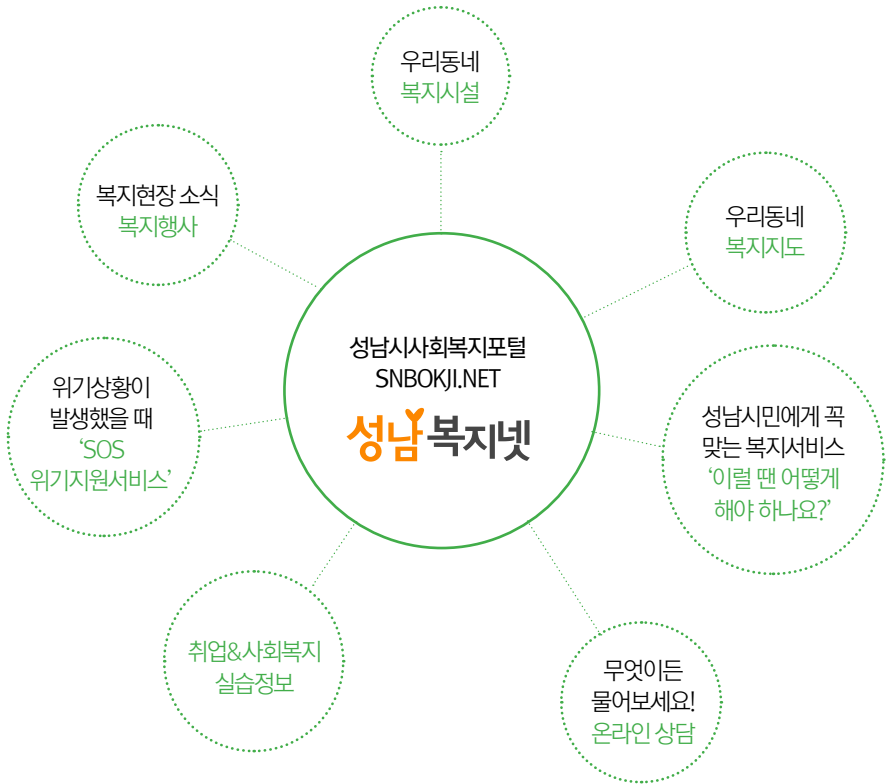 우리동네
복지시설
복지현장 소식
복지행사
우리동네
복지지도
성남시사회복지포털
SNBOKJI.NET
성남복지넷
위기상황이
발생했을 때
‘SOS
위기지원서비스’
성남시민에게 꼭
맞는 복지서비스
‘이럴 땐 어떻게
해야 하나요?’
취업&사회복지
실습정보
무엇이든
물어보세요!
온라인 상담